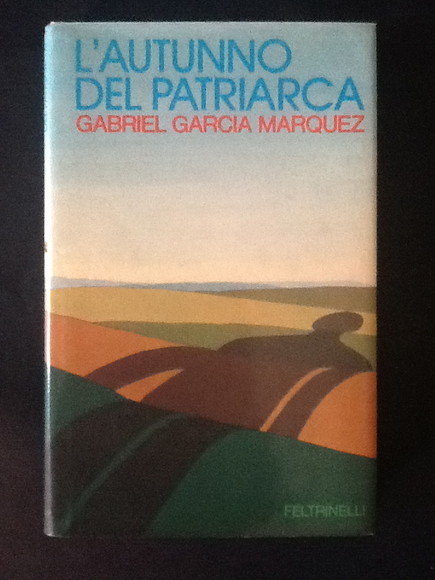 L'AUTUNNO
DEL PATRIARCA
GABRIEL GARCIA MARQUEZ
FELTRINELLI